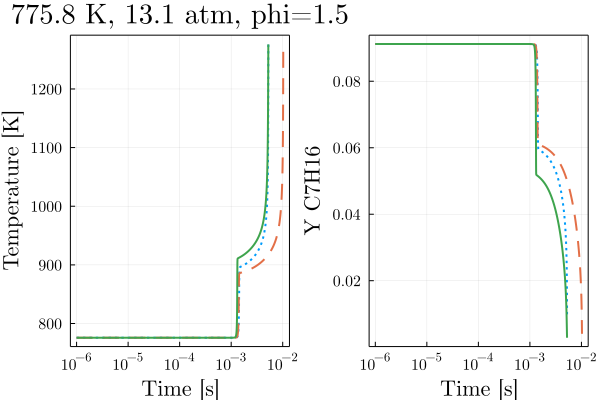 775.8 K, 13.1 atm, phi=1.5
Temperature [K]
1200
1100
1000
900
800
10⁻⁶ 10⁻⁵ 10⁻⁴ 10⁻³ 10⁻²
Time [s]
Y C7H16
0.08
0.06
0.04
0.02
10⁻⁶ 10⁻⁵ 10⁻⁴ 10⁻³ 10⁻²
Time [s]